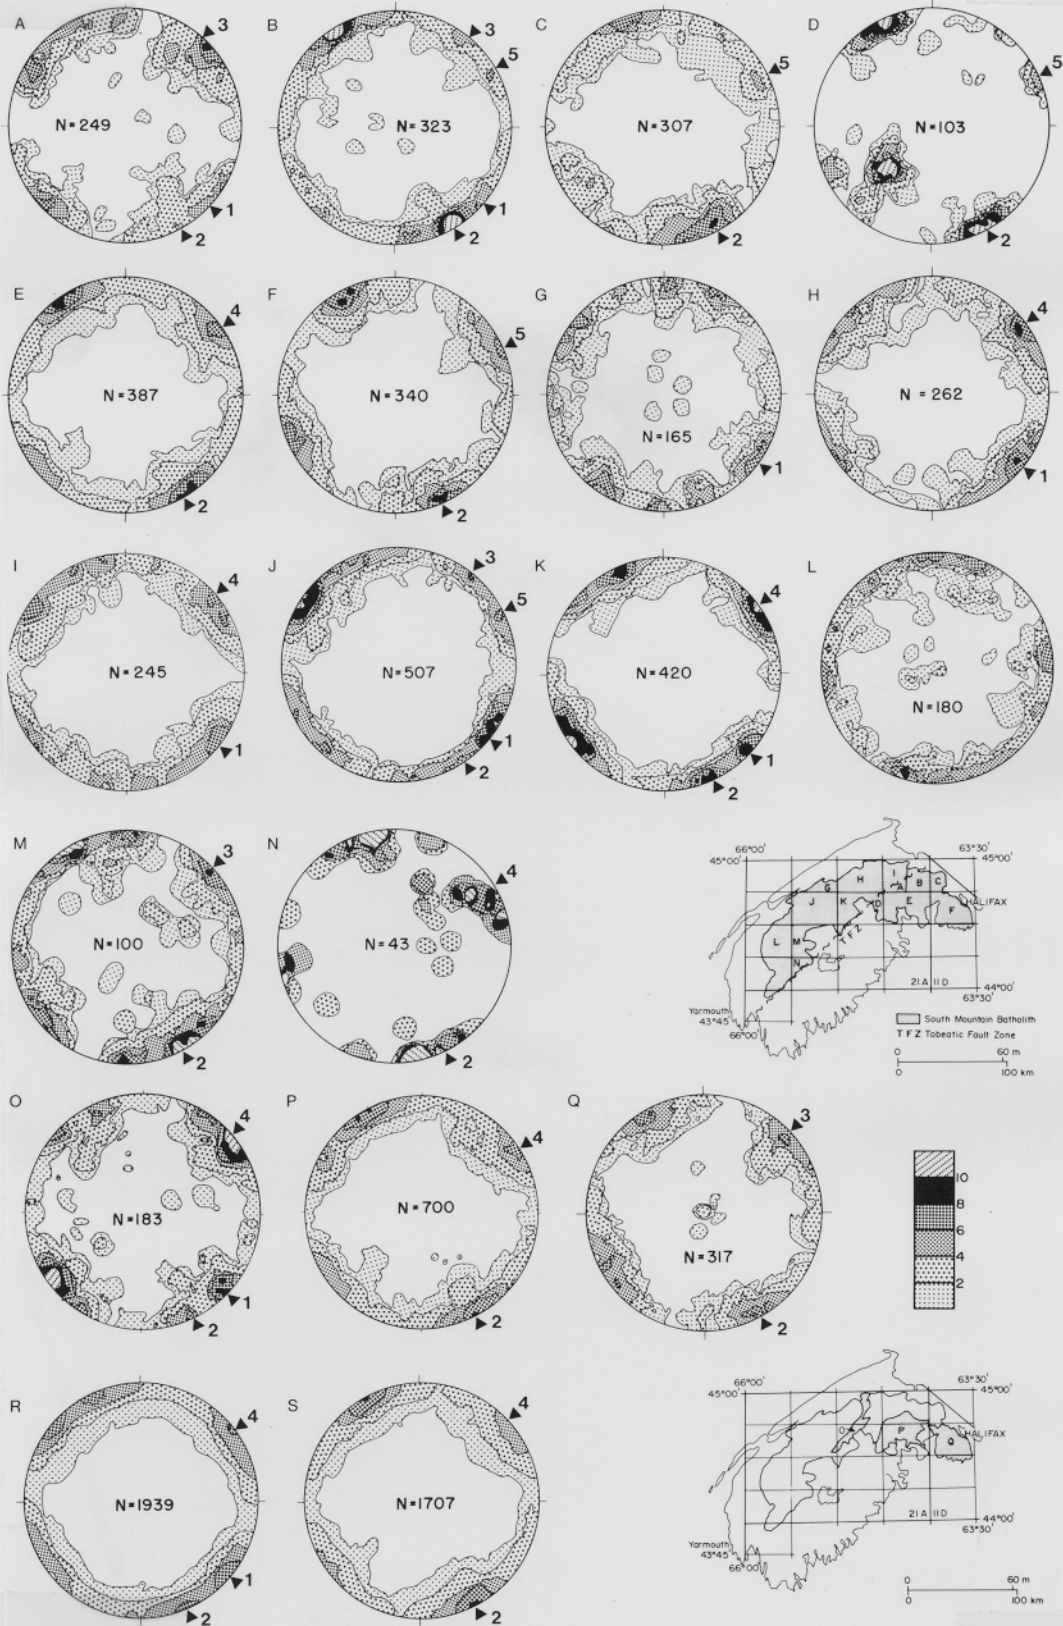 A 3 N=249 1 2
B 3 5 N=323 1 2
C 5 N=307 2
D 5 N=103 2
E 4 N=387 2
F 5 N=340 2
G N=165 1
H 4 N=262 1
I 4 N=245 1
J 3 5 N=507 1 2
K 4 N=420 1 2
L N=180
M 3 N=100 2
N 4 N=43 2
66°00' 63°30'
45°00' 45°00'
I
H A B C
G
HALIFAX
J K D E F
L M TFZ
N
21A 11D 44°00'
63°30'
Yarmouth
43°45'
66°00'
South Mountain Batholith
TFZ Tobeatic Fault Zone
0 60 m
0 100 km
O 4 N=183 1 2
P 4 N=700 2
Q 3 N=317 2
10
8
6
4
2
R 4 N=1939 1 2
S 4 N=1707 2
66°00' 63°30'
45°00' 45°00'
O P Q HALIFAX
21A 11D 44°00'
63°30'
Yarmouth
43°45'
66°00'
0 60 m
0 100 km